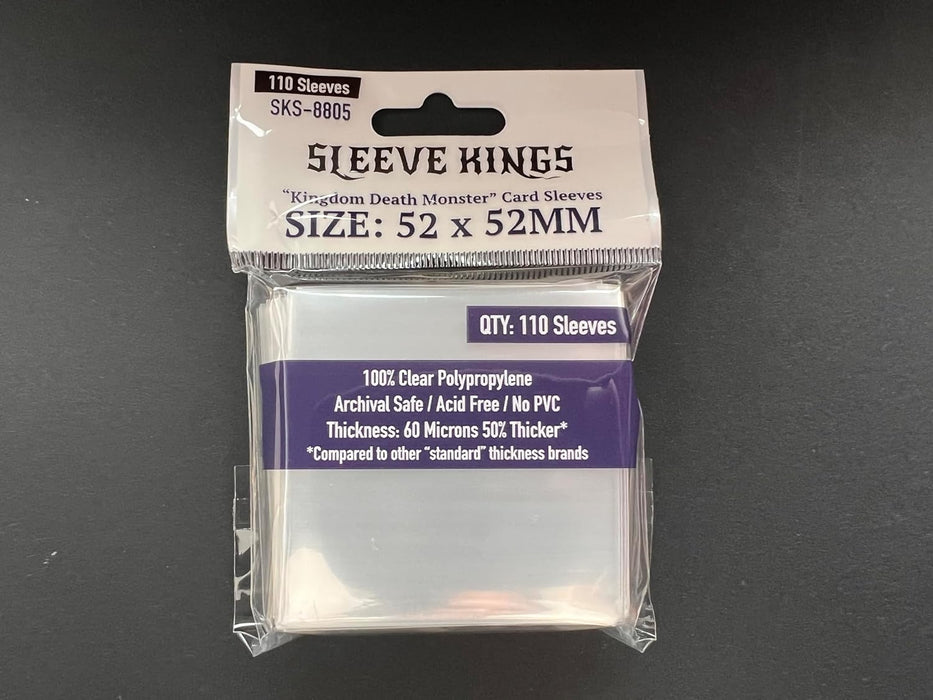 110 Sleeves
SKS-8805
SLEEVE KINGS
“Kingdom Death Monster” Card Sleeves
SIZE: 52 x 52MM
QTY: 110 Sleeves
100% Clear Polypropylene
Archival Safe / Acid Free / No PVC
Thickness: 60 Microns 50% Thicker*
*Compared to other “standard” thickness brands